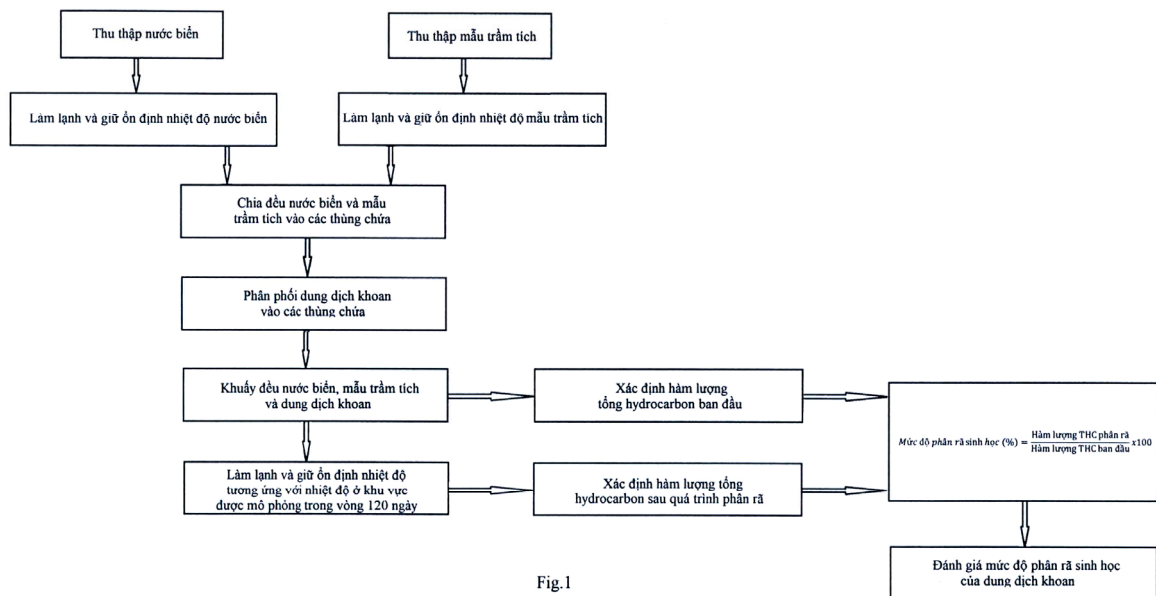 Thu thập nước biển
Thu thập mẫu trầm tích
Làm lạnh và giữ ổn định nhiệt độ nước biển
Làm lạnh và giữ ổn định nhiệt độ mẫu trầm tích
Chia đều nước biển và mẫu
trầm tích vào các thùng chứa
Phân phối dung dịch khoan
vào các thùng chứa
Khuấy đều nước biển, mẫu trầm tích
và dung dịch khoan
Xác định hàm lượng
tổng hydrocarbon ban đầu
Mức độ phân rã sinh học (%) = Hàm lượng THC phân rã / Hàm lượng THC ban đầu x100
Làm lạnh và giữ ổn định nhiệt độ
tương ứng với nhiệt độ ở khu vực
được mô phỏng trong vòng 120 ngày
Xác định hàm lượng tổng
hydrocarbon sau quá trình phân rã
Đánh giá mức độ phân rã sinh học
của dung dịch khoan
Fig.1